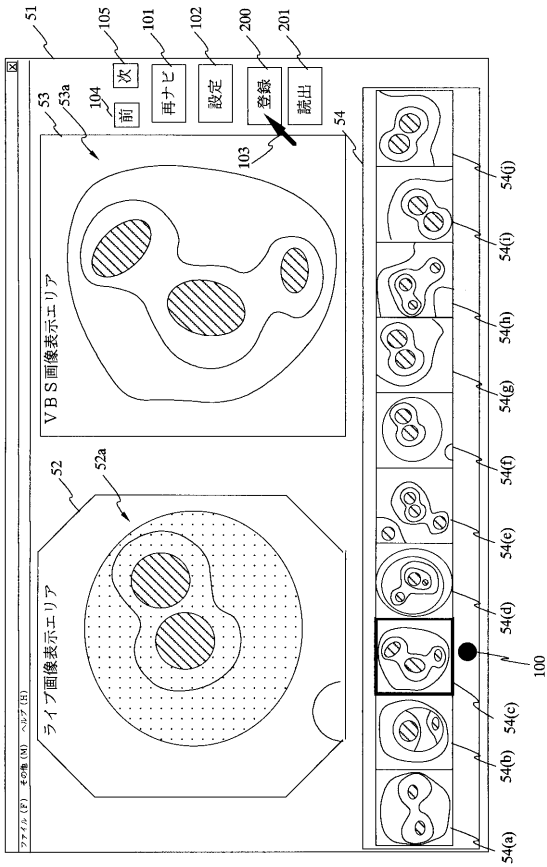 51
ファイル (F) その他 (M) ヘルプ (H)
52
ライブ画像表示エリア
52a
53
VBS画像表示エリア
53a
104
前
105
次
101
再ナビ
102
設定
200
登録
103
201
読出
54
54(a)
54(b)
54(c)
54(d)
54(e)
54(f)
54(g)
54(h)
54(i)
54(j)
100